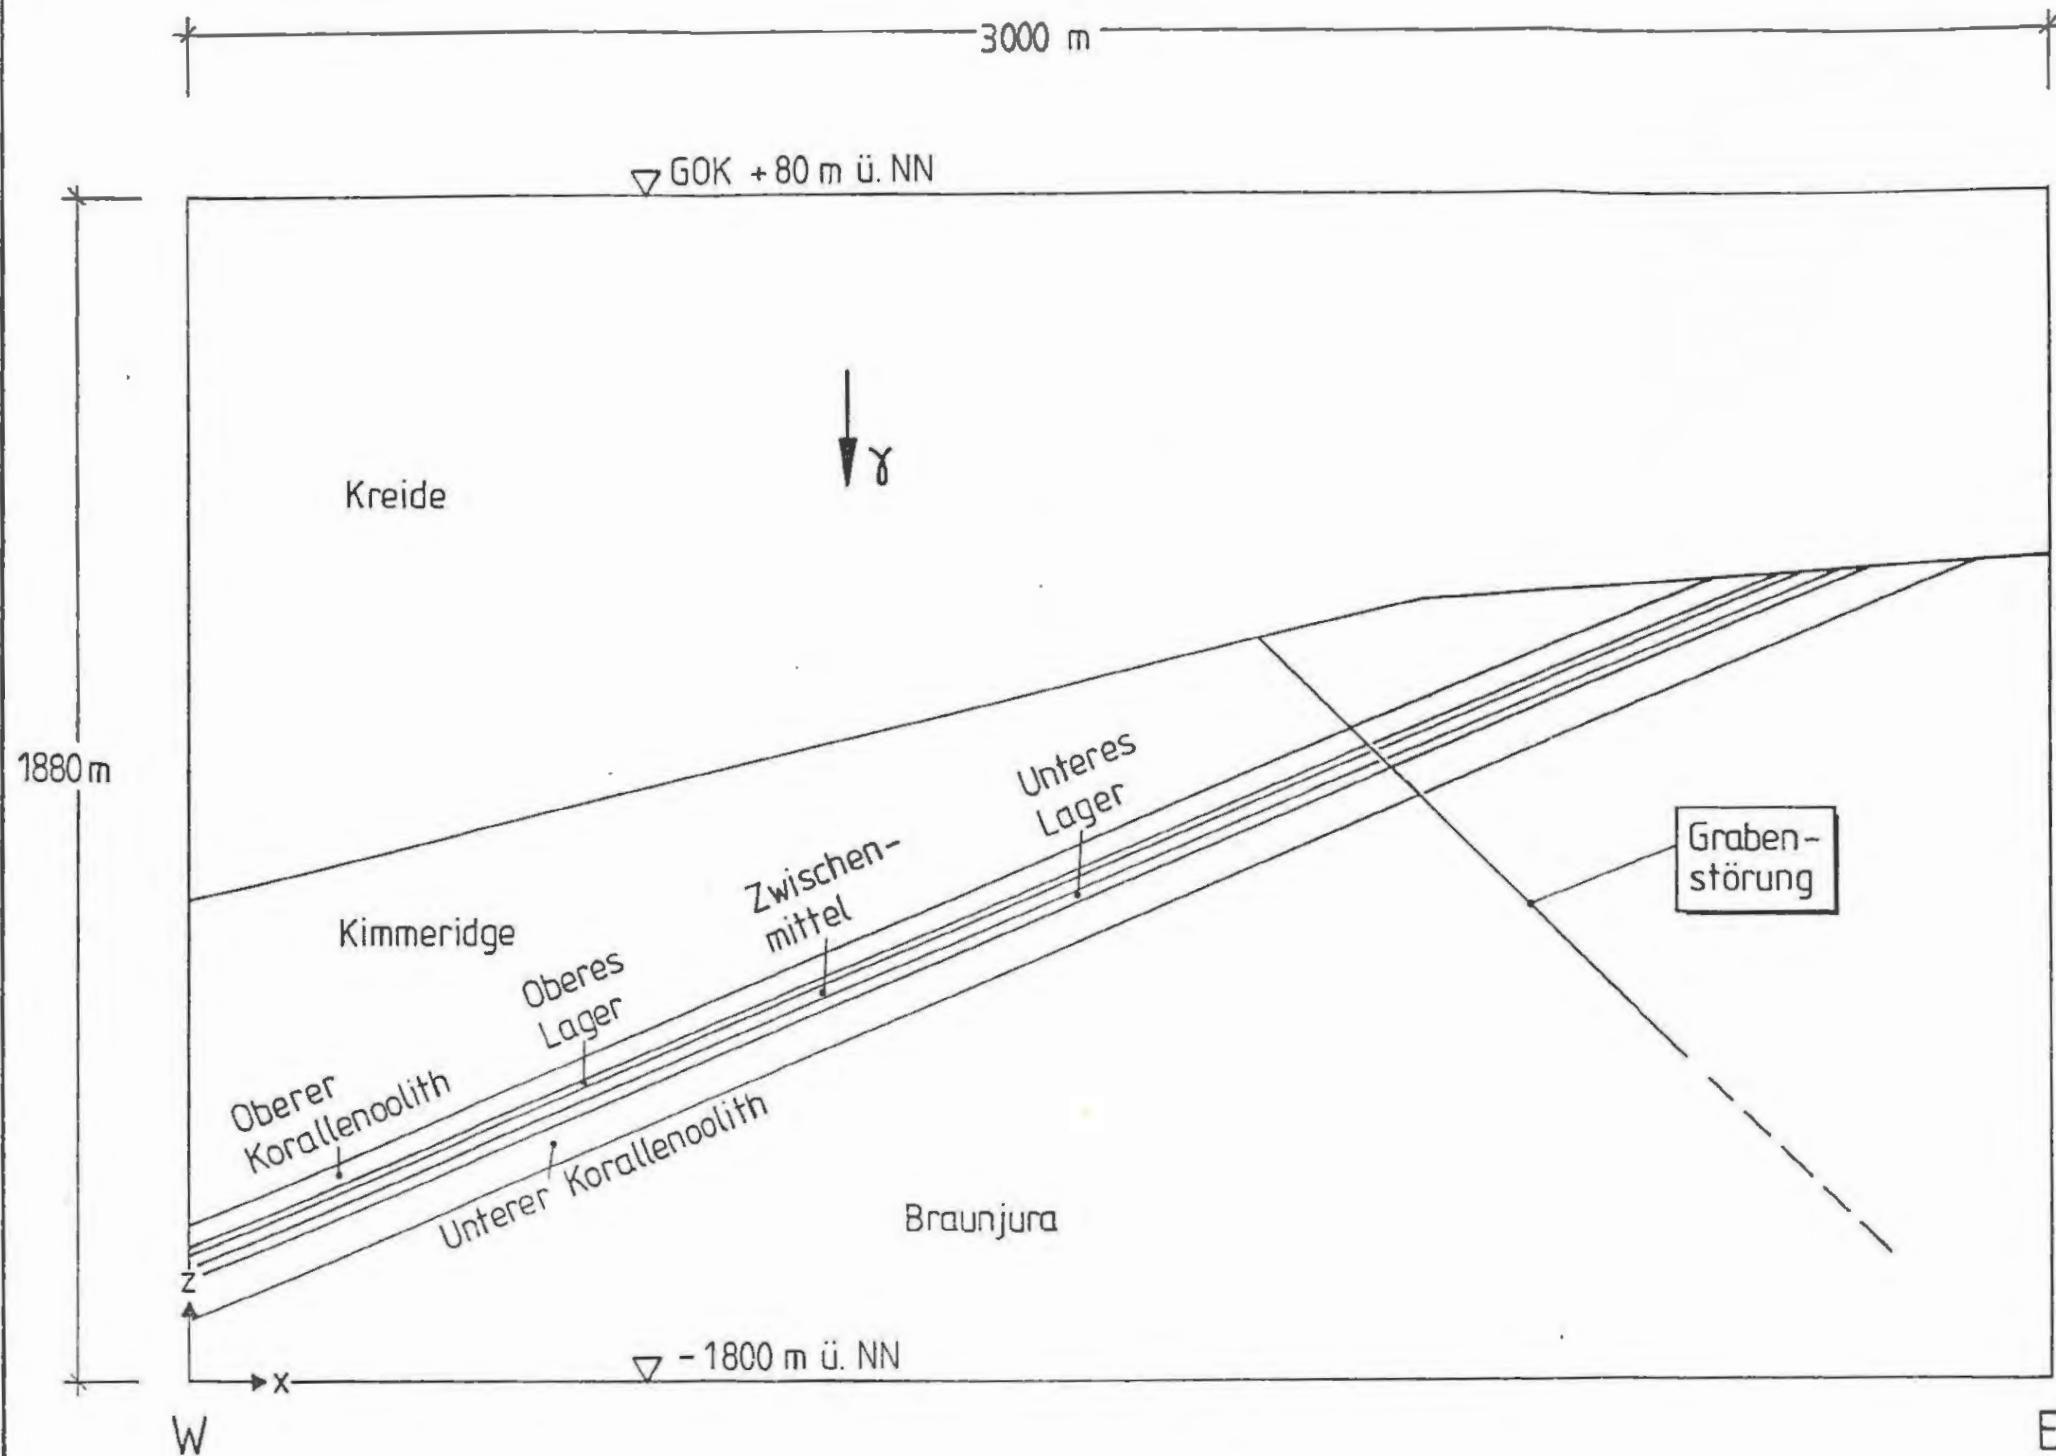 3000 m
GOK +80 m ü. NN
γ
Kreide
1880 m
Unteres
Lager
Zwischen-
mittel
Graben-
störung
Kimmeridge
Oberes
Lager
Oberer
Korallenoolith
Unterer Korallenoolith
Braunjura
z
x
-1800 m ü. NN
W
E